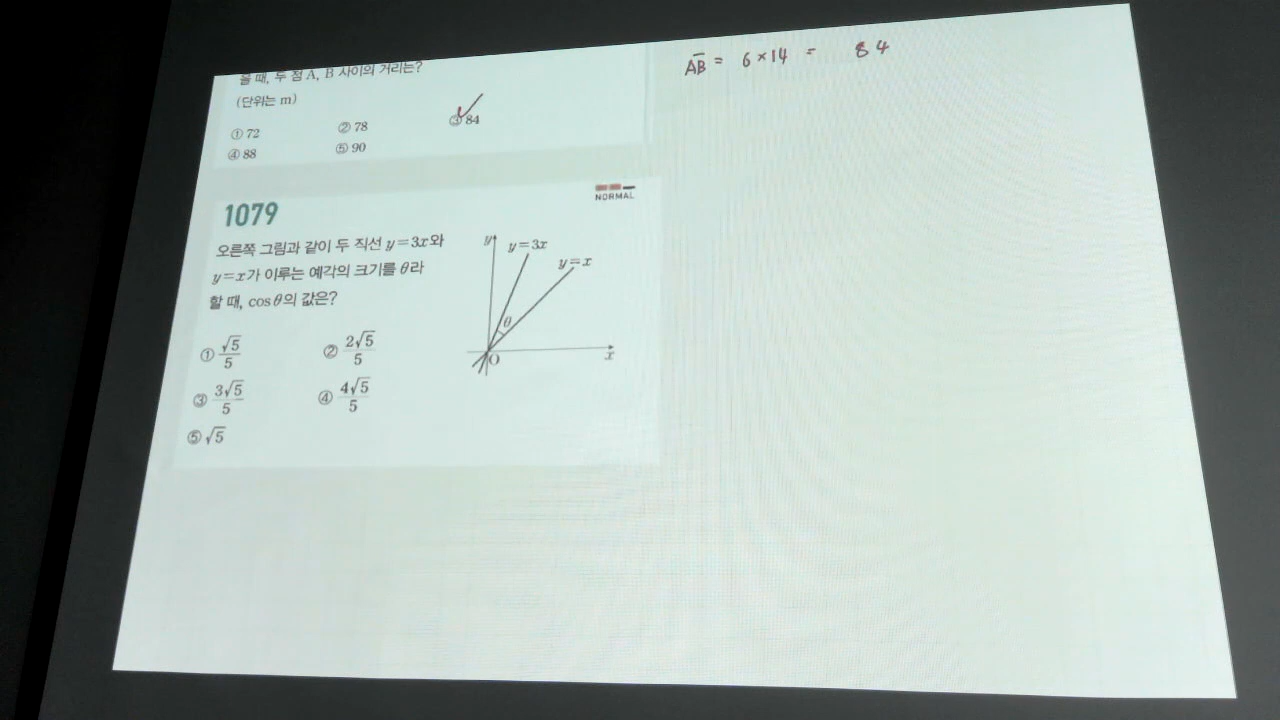 을 때, 두 점 A, B 사이의 거리는?
(단위는 m)
① 72 ② 78 ③ 84
④ 88 ⑤ 90
AB = 6×14 = 84
NORMAL
1079
오른쪽 그림과 같이 두 직선 y=3x와
y=x가 이루는 예각의 크기를 θ라
할 때, cos θ의 값은?
① √5/5 ② 2√5/5
③ 3√5/5 ④ 4√5/5
⑤ √5
y
y=3x
y=x
θ
O
x